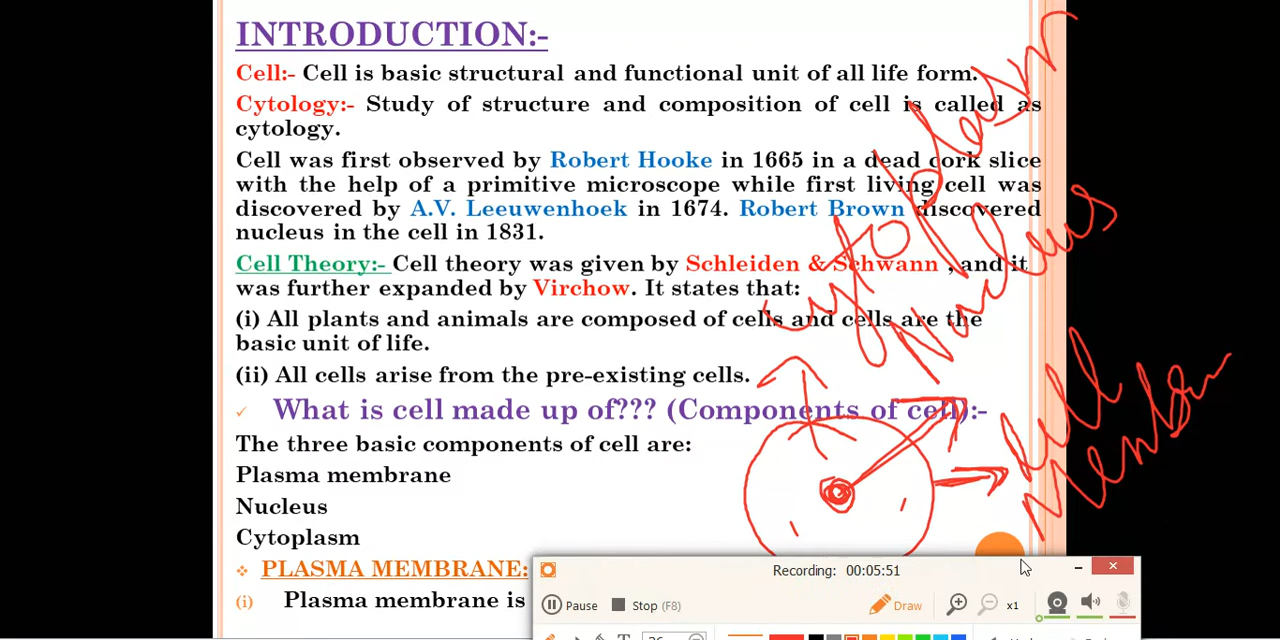 INTRODUCTION:-
Cell:- Cell is basic structural and functional unit of all life form.
Cytology:- Study of structure and composition of cell is called as
cytology.
Cell was first observed by Robert Hooke in 1665 in a dead cork slice
with the help of a primitive microscope while first living cell was
discovered by A.V. Leeuwenhoek in 1674. Robert Brown discovered
nucleus in the cell in 1831.
Cell Theory:- Cell theory was given by Schleiden & Schwann , and it
was further expanded by Virchow. It states that:
(i) All plants and animals are composed of cells and cells are the
basic unit of life.
(ii) All cells arise from the pre-existing cells.
✓ What is cell made up of??? (Components of cell):-
The three basic components of cell are:
Plasma membrane
Nucleus
Cytoplasm
❖ PLASMA MEMBRANE:
(i) Plasma membrane is
Cytoplasm
Nucleus
Cell
Recording: 00:05:51
Pause Stop (F8) Draw x1